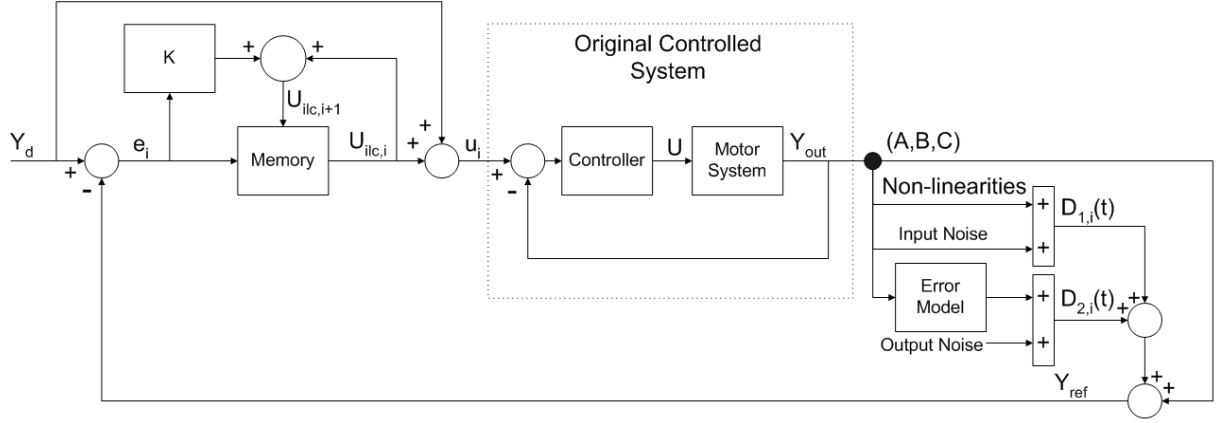 Original Controlled
System
K
+
+
+
U_ilc,i+1
Y_d
e_i
Memory
U_ilc,i
+
+
-
u_i
+
-
Controller
U
Motor
System
Y_out
(A,B,C)
Non-linearities
+
D_1,i(t)
Input Noise
+
Error
Model
+
D_2,i(t)
+
+
Output Noise
+
Y_ref
+
+